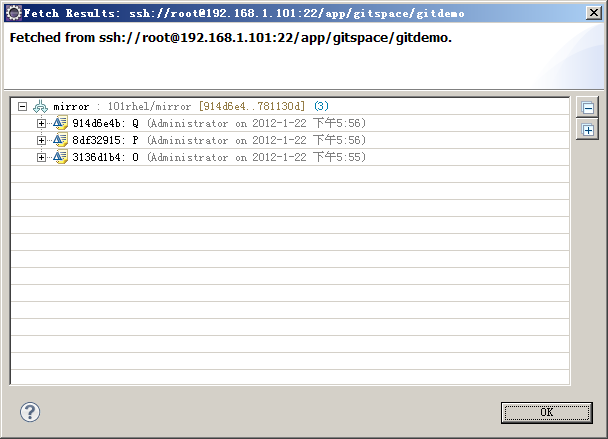 Fetch Results: ssh://root@192.168.1.101:22/app/gitspace/gitdemo
Fetched from ssh://root@192.168.1.101:22/app/gitspace/gitdemo.
mirror : 101rhel/mirror [914d6e4..781130d] (3)
914d6e4b: Q (Administrator on 2012-1-22 下午5:56)
8df32915: P (Administrator on 2012-1-22 下午5:56)
3136d1b4: O (Administrator on 2012-1-22 下午5:55)
?
OK